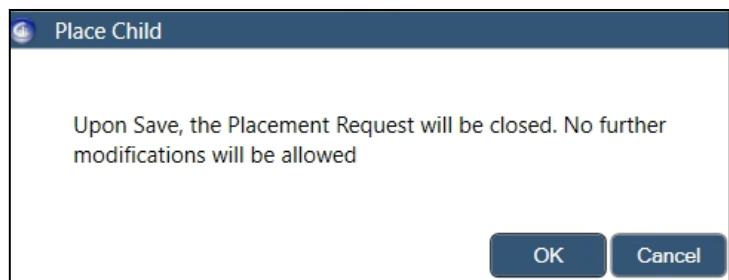 Place Child
Upon Save, the Placement Request will be closed. No further
modifications will be allowed
OK
Cancel